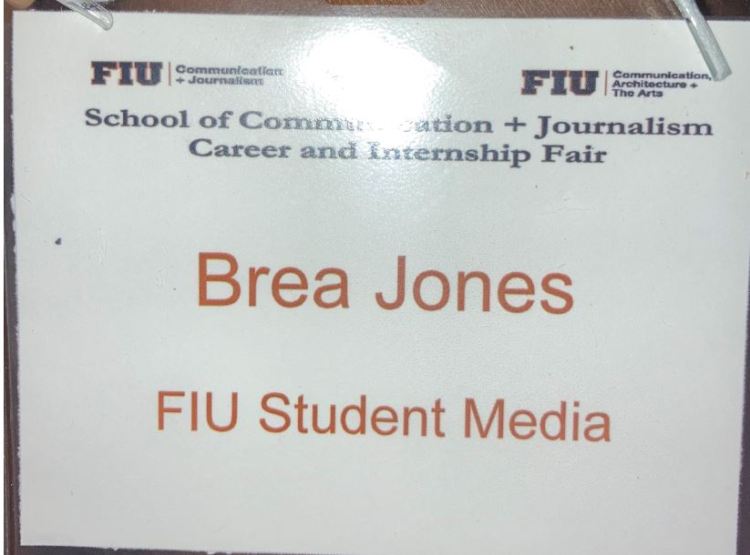 FIU Communication
+ Journalism
FIU Communication,
Architecture +
The Arts
School of Communication + Journalism
Career and Internship Fair
Brea Jones
FIU Student Media